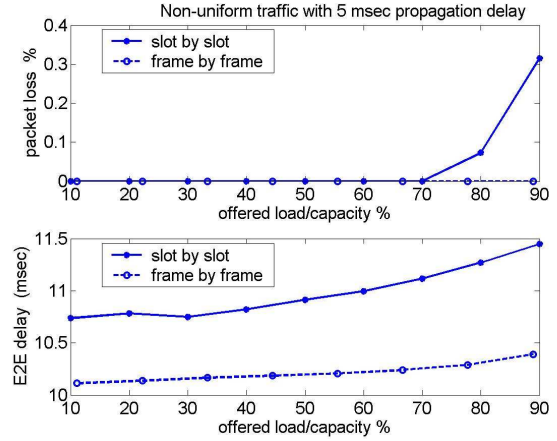 Non-uniform traffic with 5 msec propagation delay
0.4
0.3
0.2
0.1
0
packet loss %
slot by slot
frame by frame
10 20 30 40 50 60 70 80 90
offered load/capacity %
11.5
11
10.5
10
E2E delay (msec)
slot by slot
frame by frame
10 20 30 40 50 60 70 80 90
offered load/capacity %